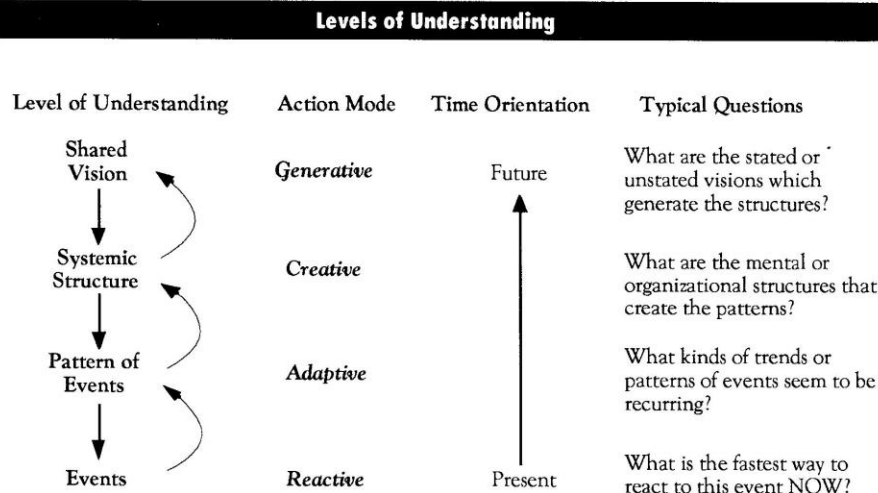 Levels of Understanding
Level of Understanding Action Mode Time Orientation Typical Questions
Shared
Vision
Generative
Future
What are the stated or
unstated visions which
generate the structures?
Systemic
Structure
Creative
What are the mental or
organizational structures that
create the patterns?
Pattern of
Events
Adaptive
What kinds of trends or
patterns of events seem to be
recurring?
Events
Reactive
Present
What is the fastest way to
react to this event NOW?